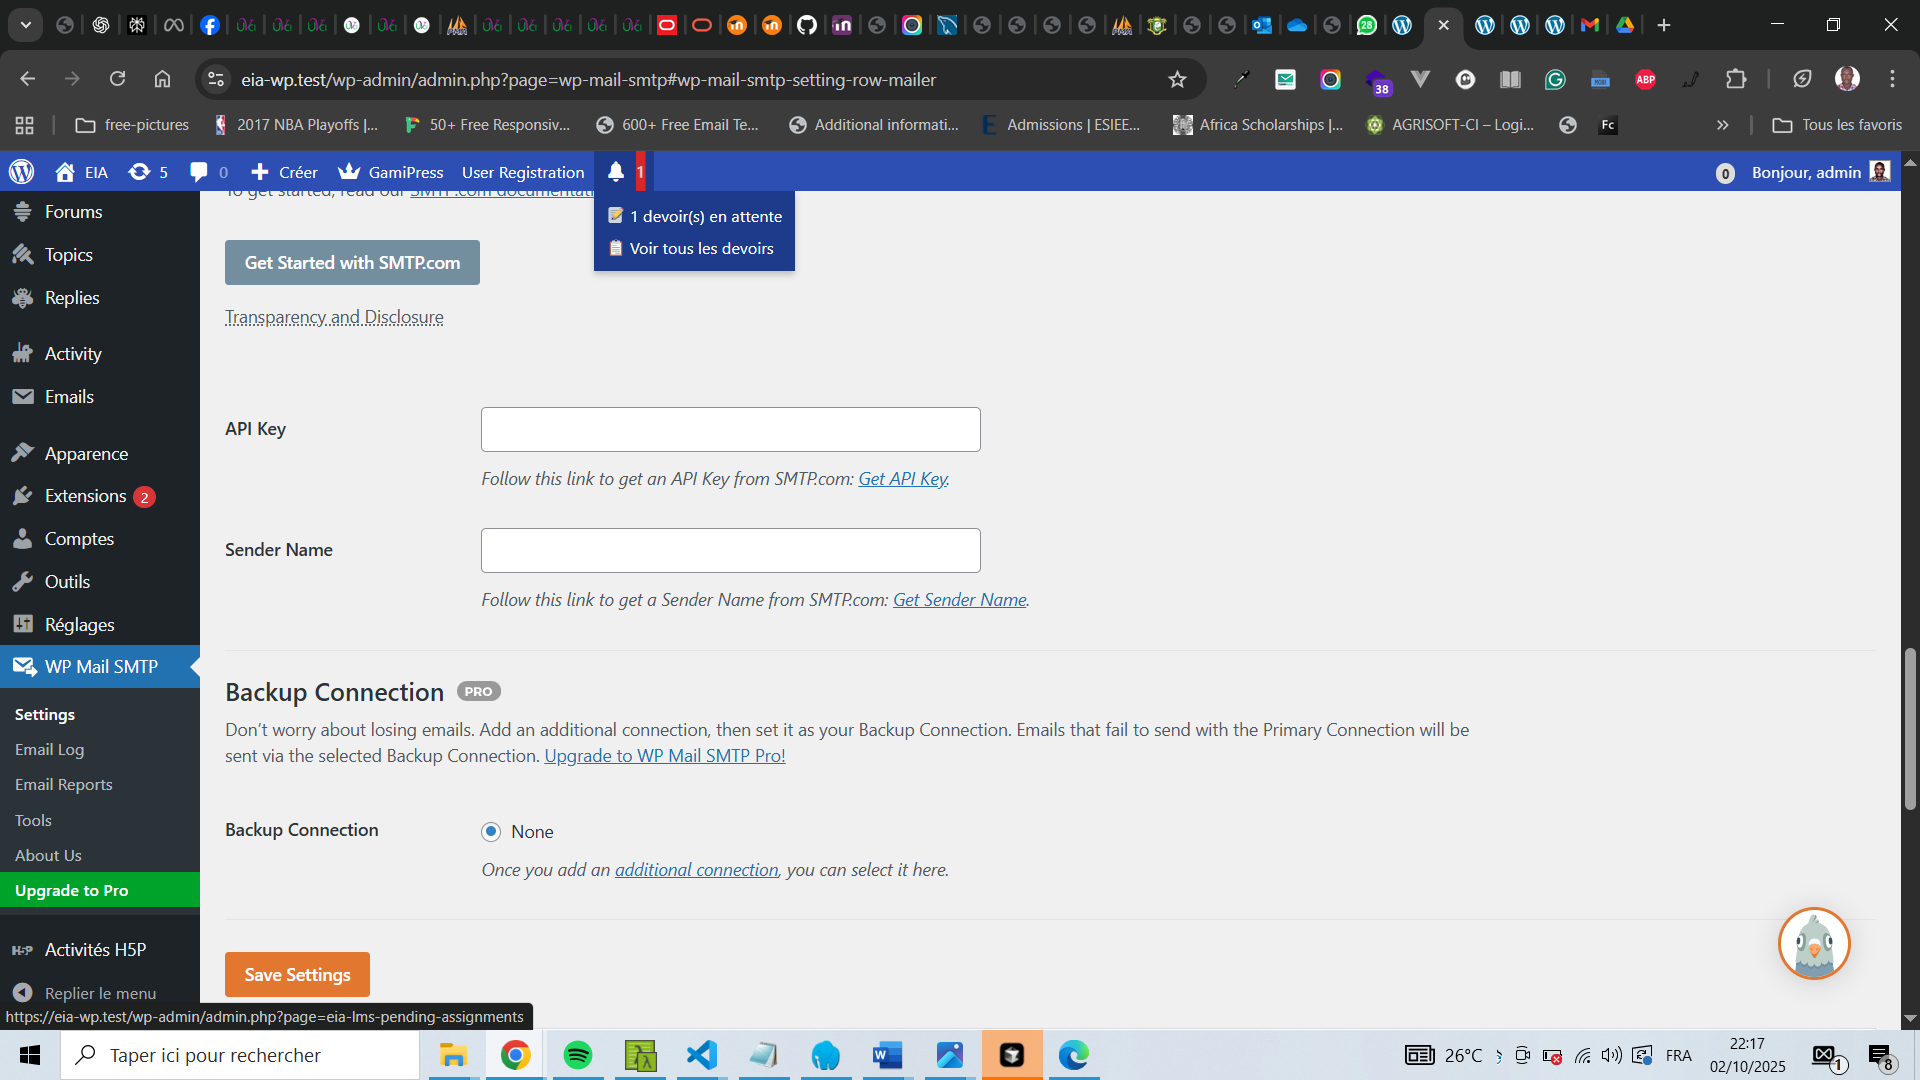 eia-wp.test/wp-admin/admin.php?page=wp-mail-smtp#wp-mail-smtp-setting-row-mailer
38
ABP
28
free-pictures
2017 NBA Playoffs |...
50+ Free Responsiv...
600+ Free Email Te...
Additional informati...
Admissions | ESIEE...
Africa Scholarships |...
AGRISOFT-CI – Logi...
Fc
Tous les favoris
EIA
5
0
Créer
GamiPress
User Registration
1
0
Bonjour, admin
1 devoir(s) en attente
Voir tous les devoirs
Forums
Topics
Replies
Activity
Emails
Apparence
Extensions 2
Comptes
Outils
Réglages
WP Mail SMTP
Settings
Email Log
Email Reports
Tools
About Us
Upgrade to Pro
Activités H5P
Replier le menu
Get Started with SMTP.com
Transparency and Disclosure
API Key
Follow this link to get an API Key from SMTP.com: Get API Key.
Sender Name
Follow this link to get a Sender Name from SMTP.com: Get Sender Name.
Backup Connection PRO
Don't worry about losing emails. Add an additional connection, then set it as your Backup Connection. Emails that fail to send with the Primary Connection will be
sent via the selected Backup Connection. Upgrade to WP Mail SMTP Pro!
Backup Connection
None
Once you add an additional connection, you can select it here.
Save Settings
https://eia-wp.test/wp-admin/admin.php?page=eia-lms-pending-assignments
Taper ici pour rechercher
26°C
FRA
22:17
02/10/2025
1
8